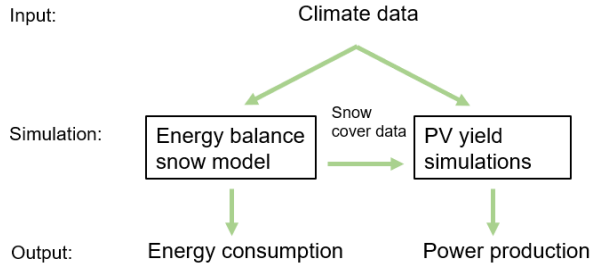 Input:
Climate data
Snow
cover data
Simulation:
Energy balance
snow model
PV yield
simulations
Output:
Energy consumption
Power production